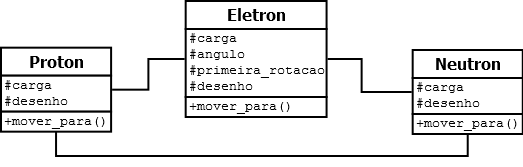 Proton
#carga
#desenho
+mover_para()
Eletron
#carga
#angulo
#primeira_rotacao
#desenho
+mover_para()
Neutron
#carga
#desenho
+mover_para()